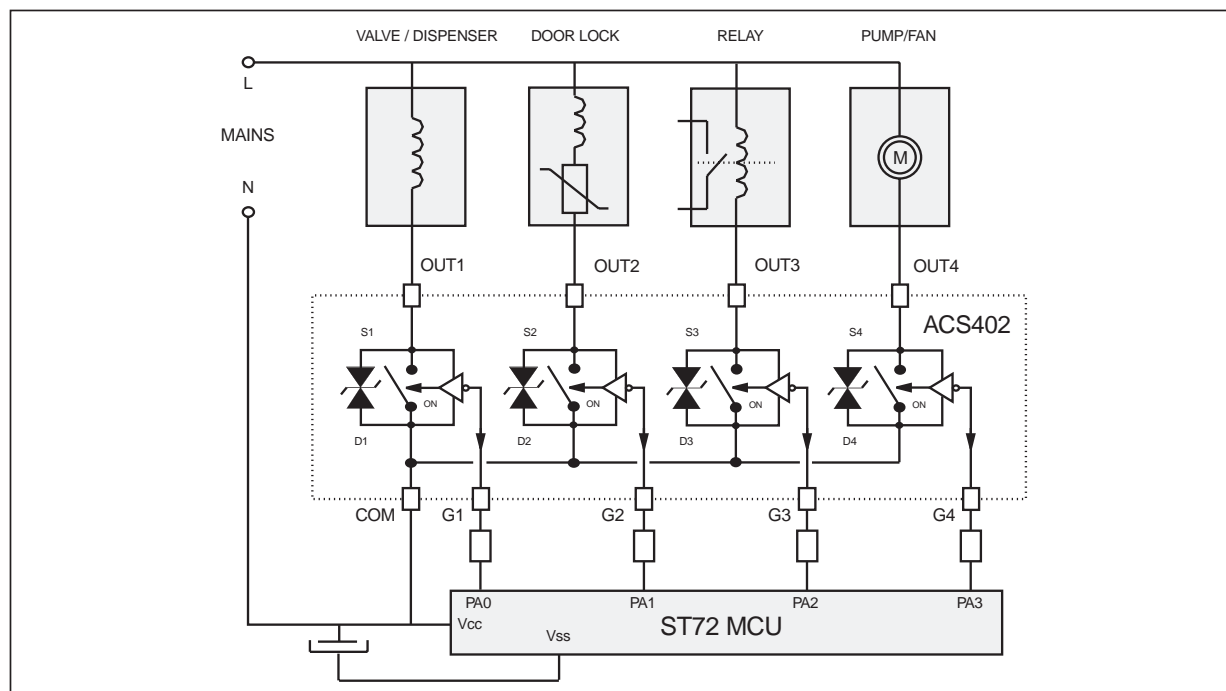 VALVE / DISPENSER DOOR LOCK RELAY PUMP/FAN
L
MAINS
M
N
OUT1 OUT2 OUT3 OUT4
ACS402
S1 S2 S3 S4
ON ON ON ON
D1 D2 D3 D4
COM G1 G2 G3 G4
PA0 PA1 PA2 PA3
Vcc ST72 MCU
Vss